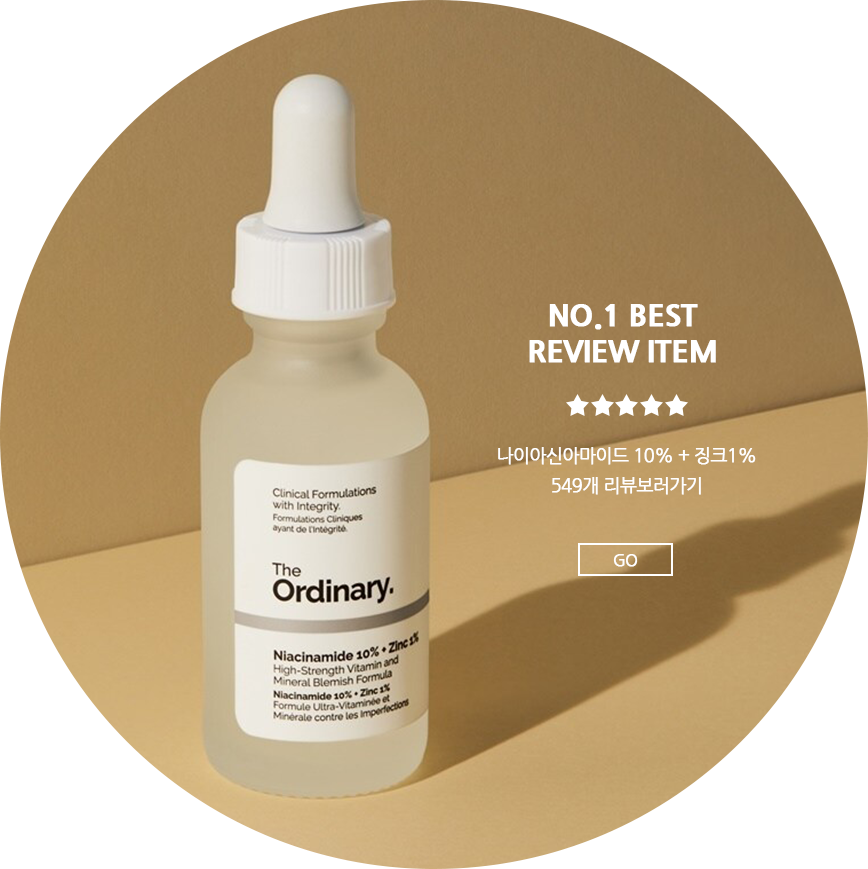 Clinical Formulations
with Integrity.
Formulations Cliniques
ayant de l'Intégrité.
The
Ordinary.
Niacinamide 10% + Zinc 1%
High-Strength Vitamin and
Mineral Blemish Formula
Niacinamide 10% + Zinc 1%
Formule Ultra-Vitaminée et
Minérale contre les Imperfections
NO.1 BEST
REVIEW ITEM
★★★★★
나이아신아마이드 10% + 징크1%
549개 리뷰보러가기
GO